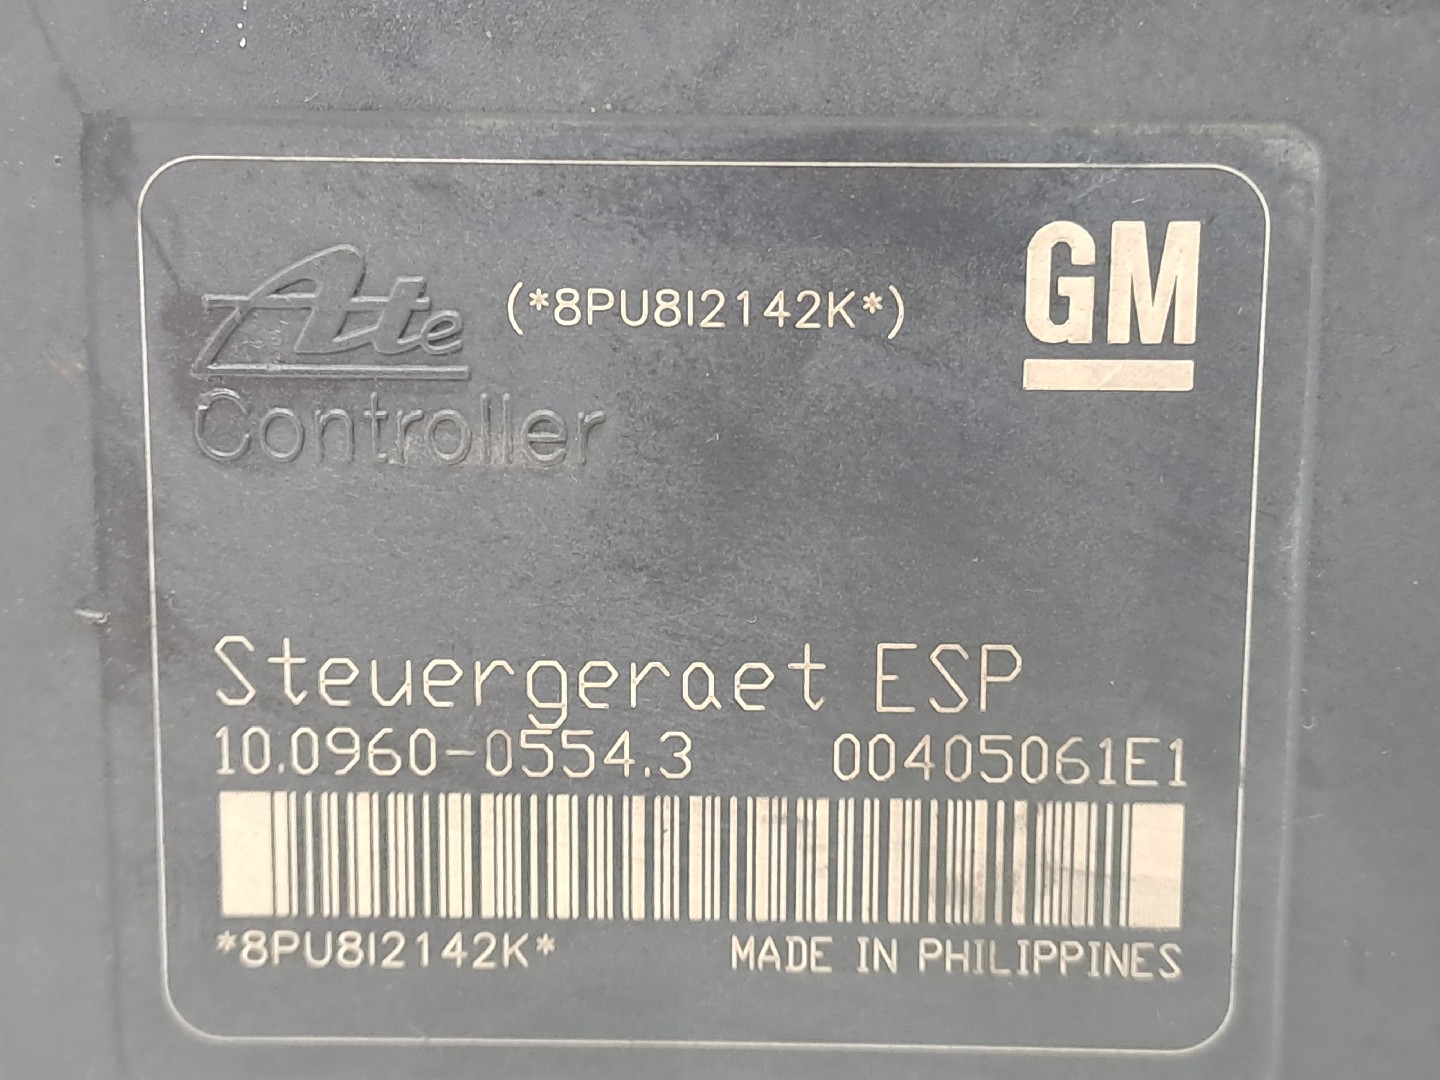 Ate (*8PU8I2142K*) GM
Controller
Steuergeraet ESP
10.0960-0554.3 00405061E1
*8PU8I2142K* MADE IN PHILIPPINES